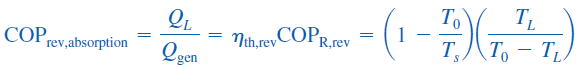 COP_rev,absorption = Q_L / Q_gen = η_th,rev COP_R,rev = (1 − T_0 / T_s)(T_L / (T_0 − T_L))